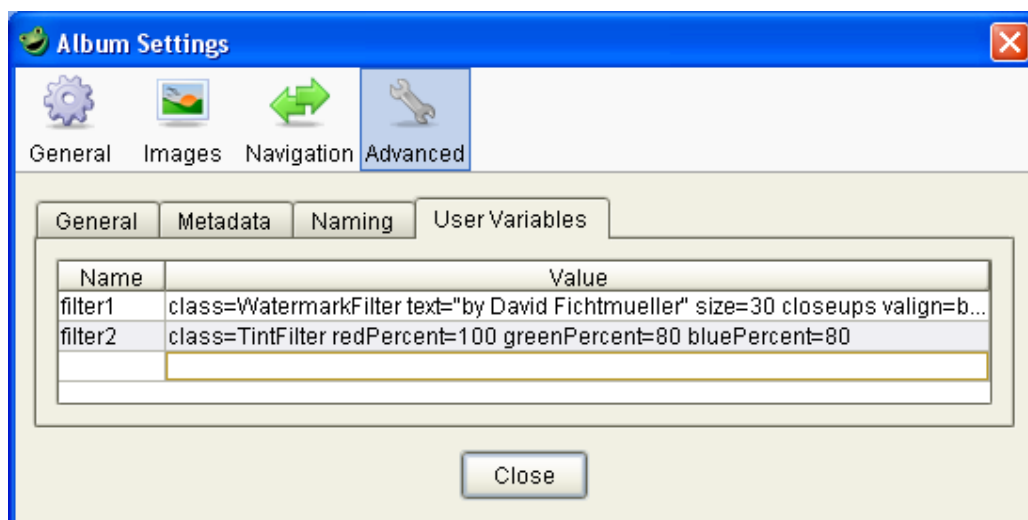 Album Settings
General Images Navigation Advanced
General Metadata Naming User Variables
Name Value
filter1 class=WatermarkFilter text="by David Fichtmueller" size=30 closeups valign=b...
filter2 class=TintFilter redPercent=100 greenPercent=80 bluePercent=80
Close